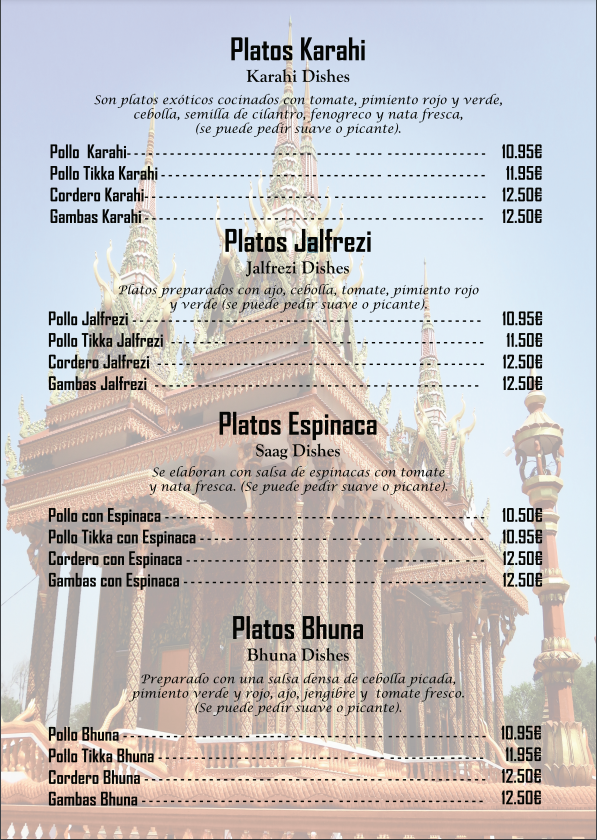 Platos Karahi
Karahi Dishes
Son platos exóticos cocinados con tomate, pimiento rojo y verde,
cebolla, semilla de cilantro, fenogreco y nata fresca,
(se puede pedir suave o picante).
Pollo Karahi 10.95€
Pollo Tikka Karahi 11.95€
Cordero Karahi 12.50€
Gambas Karahi 12.50€
Platos Jalfrezi
Jalfrezi Dishes
Platos preparados con ajo, cebolla, tomate, pimiento rojo
y verde (se puede pedir suave o picante).
Pollo Jalfrezi 10.95€
Pollo Tikka Jalfrezi 11.50€
Cordero Jalfrezi 12.50€
Gambas Jalfrezi 12.50€
Platos Espinaca
Saag Dishes
Se elaboran con salsa de espinacas con tomate
y nata fresca. (Se puede pedir suave o picante).
Pollo con Espinaca 10.50€
Pollo Tikka con Espinaca 10.95€
Cordero con Espinaca 12.50€
Gambas con Espinaca 12.50€
Platos Bhuna
Bhuna Dishes
Preparado con una salsa densa de cebolla picada,
pimiento verde y rojo, ajo, jengibre y tomate fresco.
(Se puede pedir suave o picante).
Pollo Bhuna 10.95€
Pollo Tikka Bhuna 11.95€
Cordero Bhuna 12.50€
Gambas Bhuna 12.50€